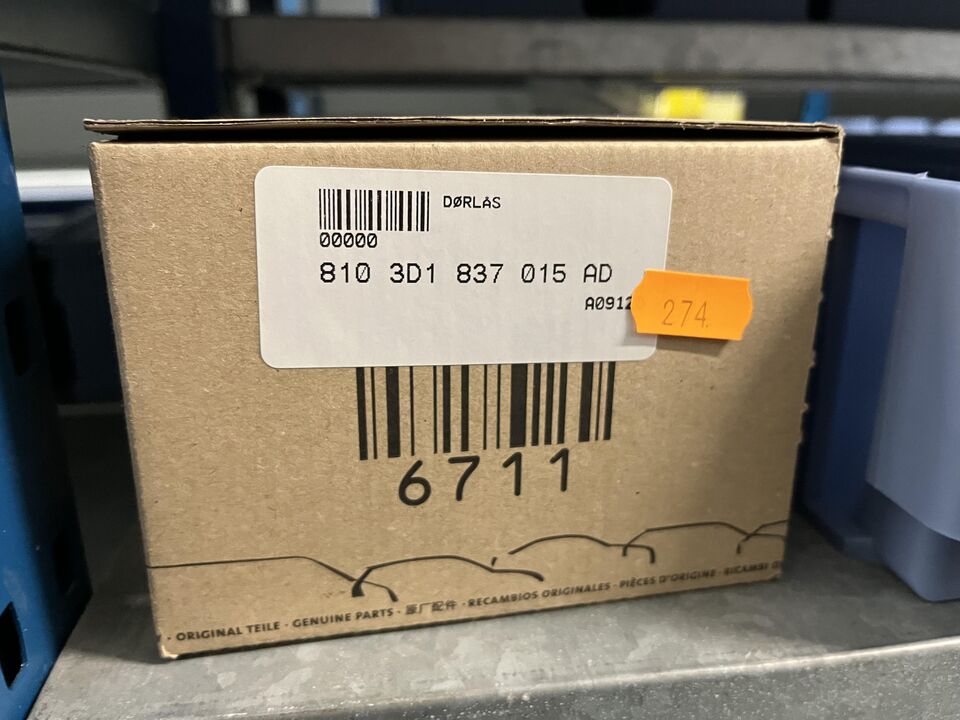 DØRLÅS
00000
810 3D1 837 015 AD
A0912
274.
6711
· ORIGINAL TEILE · GENUINE PARTS · 原厂配件 · RECAMBIOS ORIGINALES · PIÈCES D'ORIGINE · RICAMBI